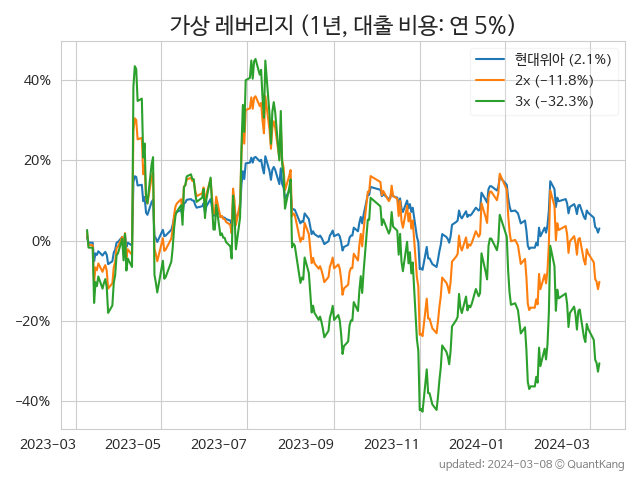 가상 레버리지 (1년, 대출 비용: 연 5%)
현대위아 (2.1%)
2x (−11.8%)
3x (−32.3%)
40%
20%
0%
−20%
−40%
2023-03
2023-05
2023-07
2023-09
2023-11
2024-01
2024-03
updated: 2024-03-08 © QuantKang